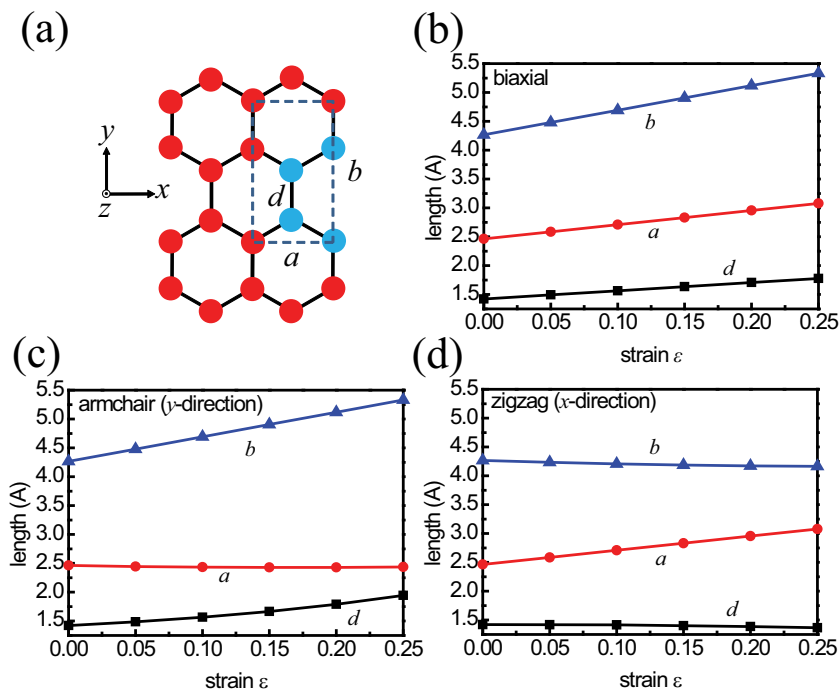 (a)
y
z
x
d
b
a
(b)
biaxial
length (A)
5.5
5.0
4.5
4.0
3.5
3.0
2.5
2.0
1.5
b
a
d
0.00 0.05 0.10 0.15 0.20 0.25
strain ε
(c)
armchair (y-direction)
length (A)
5.5
5.0
4.5
4.0
3.5
3.0
2.5
2.0
1.5
b
a
d
0.00 0.05 0.10 0.15 0.20 0.25
strain ε
(d)
zigzag (x-direction)
length (A)
5.5
5.0
4.5
4.0
3.5
3.0
2.5
2.0
1.5
b
a
d
0.00 0.05 0.10 0.15 0.20 0.25
strain ε